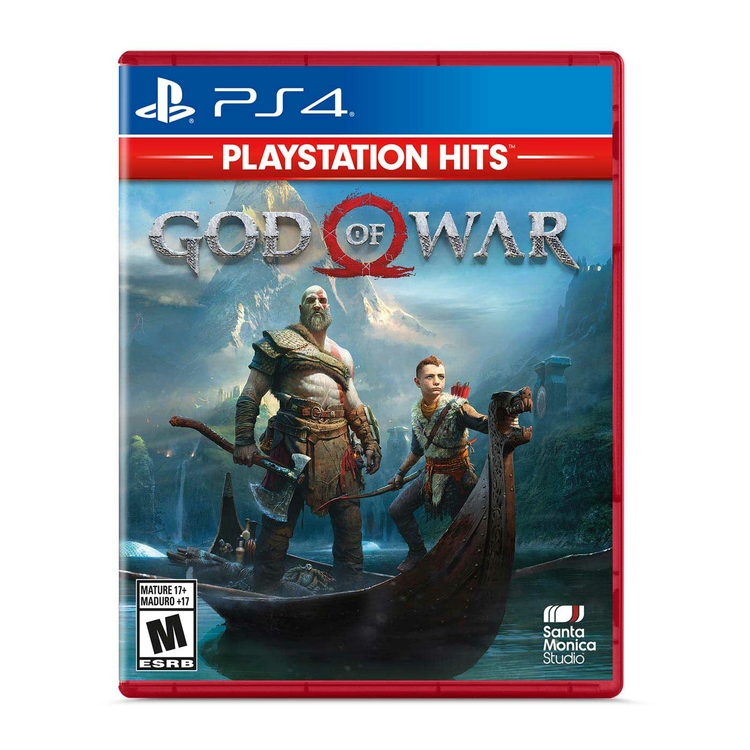 PS4
PLAYSTATION HITS™
GOD OF WAR
MATURE 17+
MADURO +17
M
ESRB
Santa
Monica
Studio